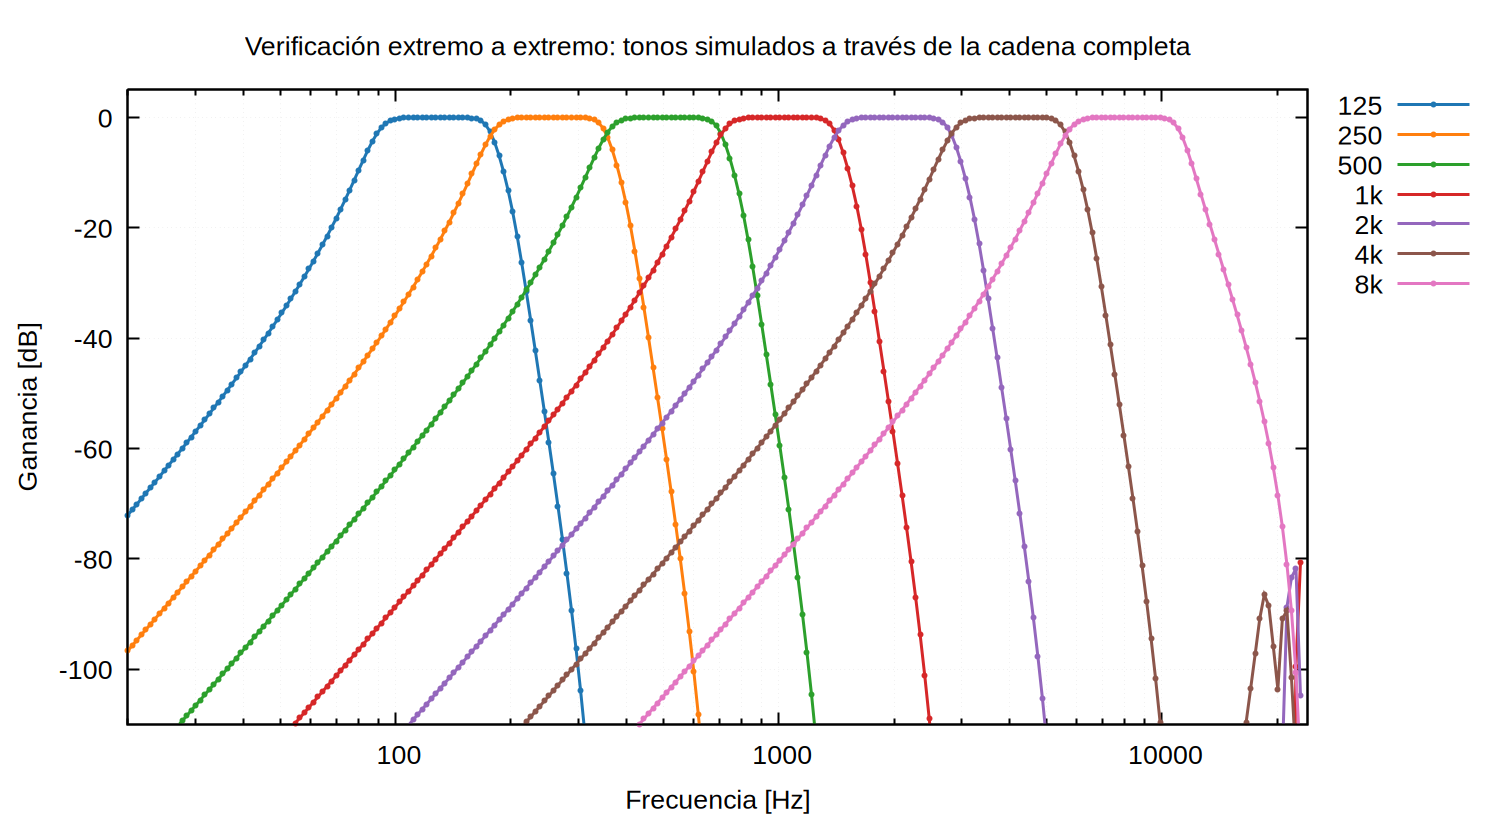 Verificación extremo a extremo: tonos simulados a través de la cadena completa
125
250
500
1k
2k
4k
8k
0
-20
-40
-60
-80
-100
Ganancia [dB]
100
1000
10000
Frecuencia [Hz]